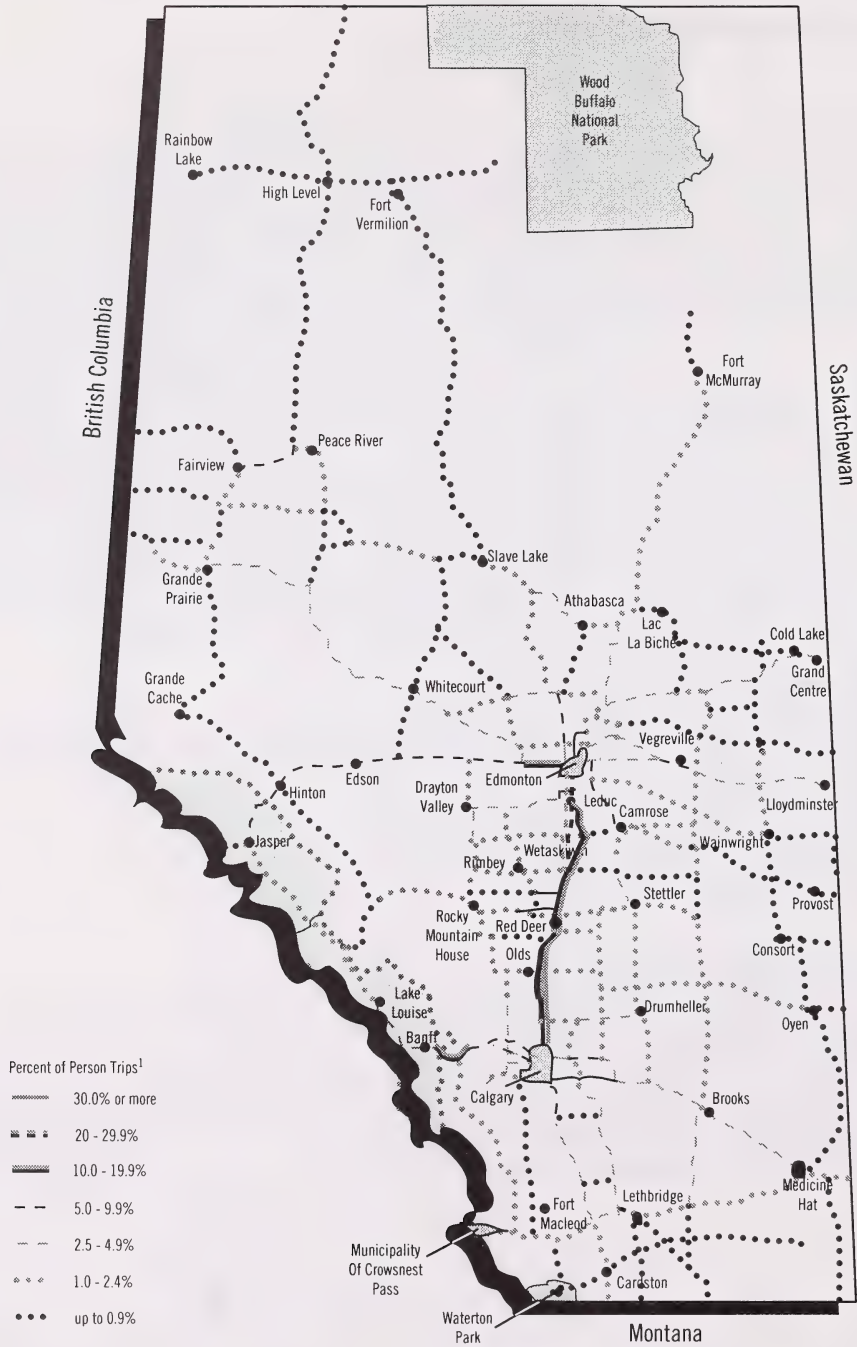 Wood
Buffalo
National
Park
Rainbow
Lake
High Level
Fort
Vermilion
British Columbia
Fort
McMurray
Saskatchewan
Peace River
Fairview
Slave Lake
Grande
Prairie
Athabasca
Lac
La Biche
Cold Lake
Grand
Centre
Grande
Cache
Whitecourt
Vegreville
Edson
Edmonton
Hinton
Drayton
Valley
Leduc
Camrose
Lloydminster
Jasper
Wetaskiwin
Wainwright
Rimbey
Stettler
Provost
Rocky
Mountain
House
Red Deer
Olds
Consort
Lake
Louise
Drumheller
Oyen
Banff
Percent of Person Trips¹
30.0% or more
20 - 29.9%
10.0 - 19.9%
5.0 - 9.9%
2.5 - 4.9%
1.0 - 2.4%
up to 0.9%
Calgary
Brooks
Medicine
Hat
Fort
Macleod
Lethbridge
Municipality
Of Crowsnest
Pass
Cardston
Waterton
Park
Montana